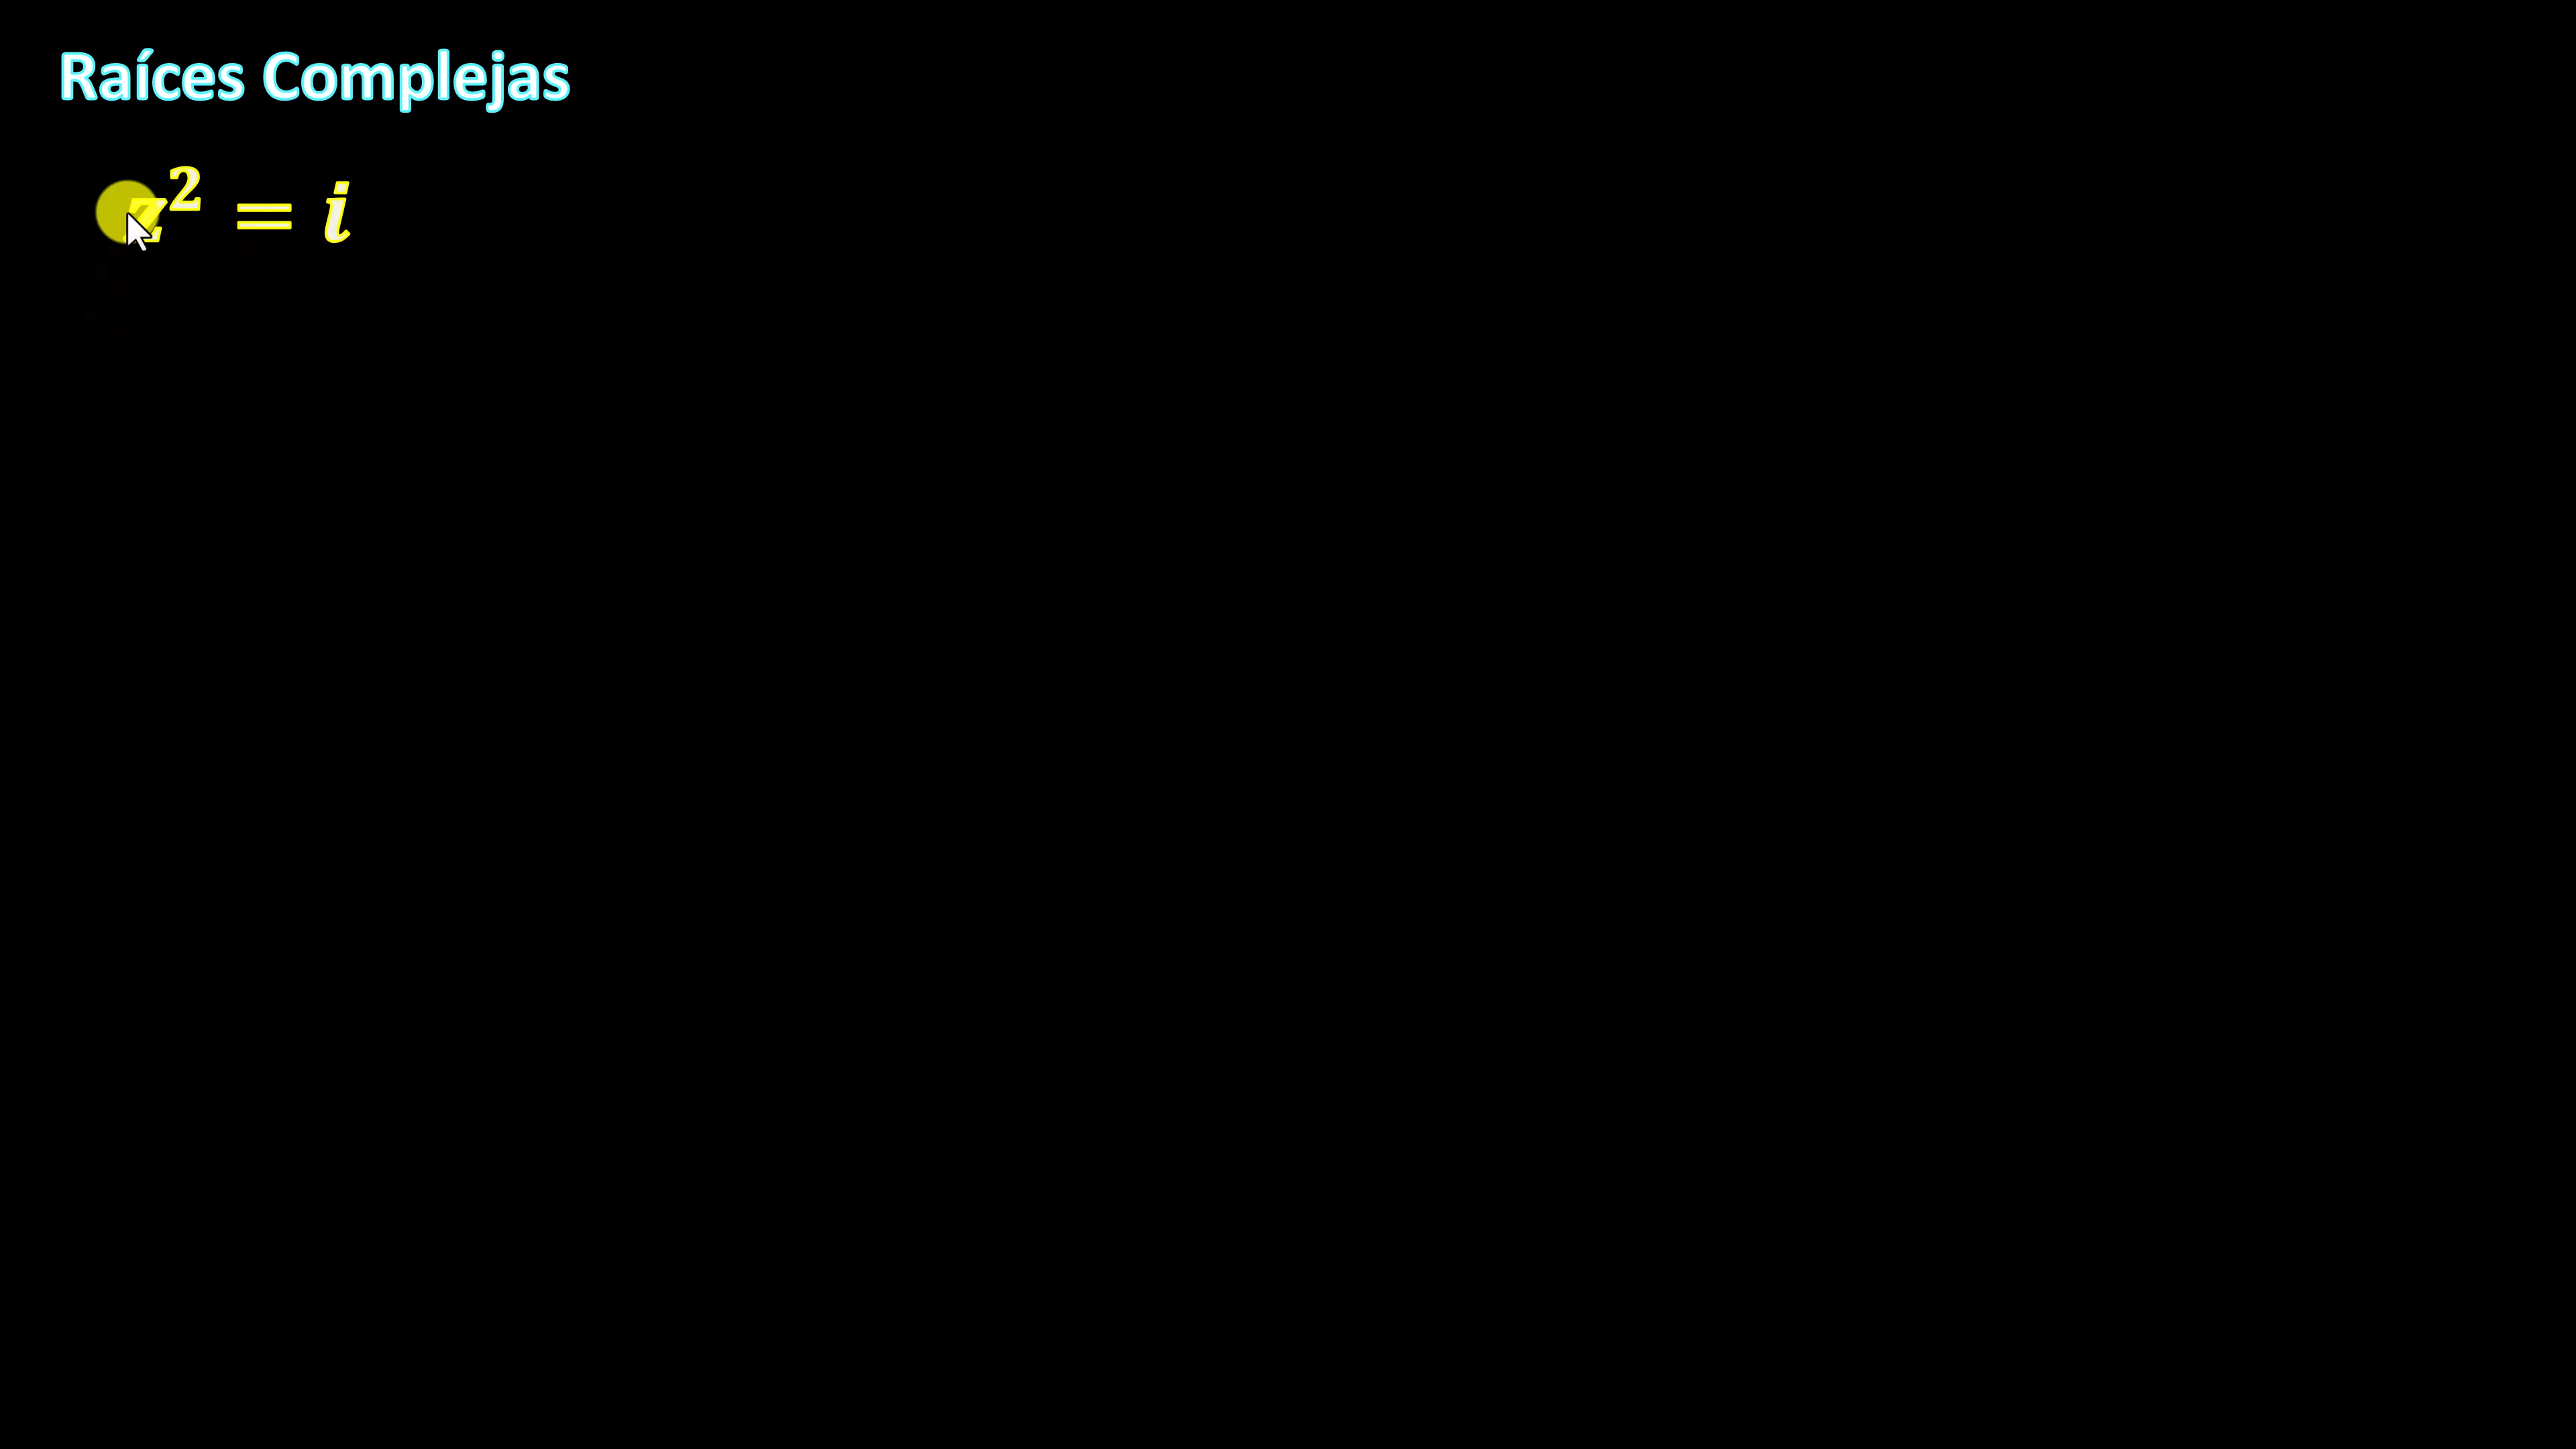 Raíces Complejas
z² = i